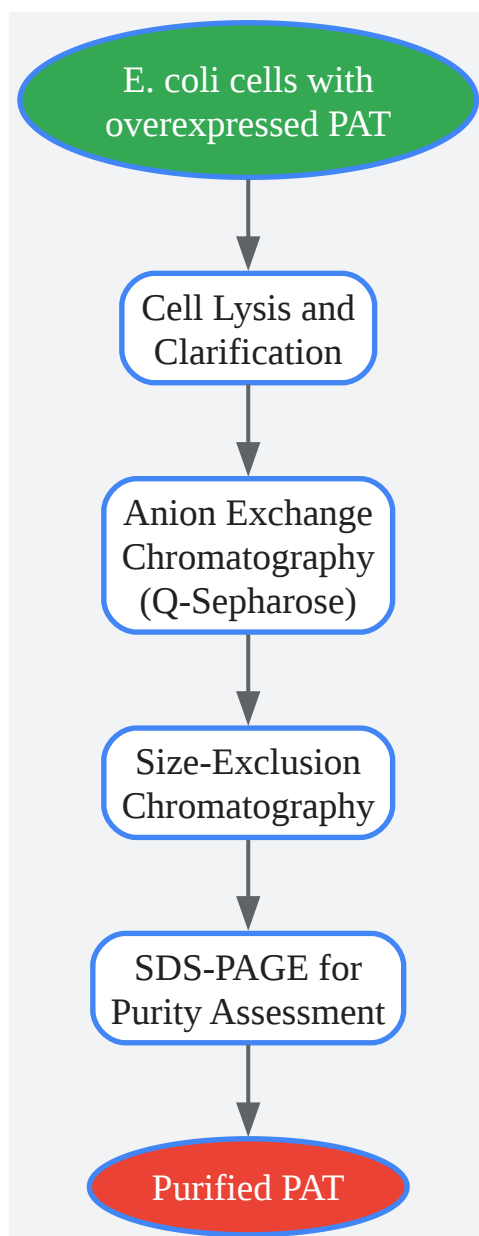 E. coli cells with
overexpressed PAT
Cell Lysis and
Clarification
Anion Exchange
Chromatography
(Q-Sepharose)
Size-Exclusion
Chromatography
SDS-PAGE for
Purity Assessment
Purified PAT